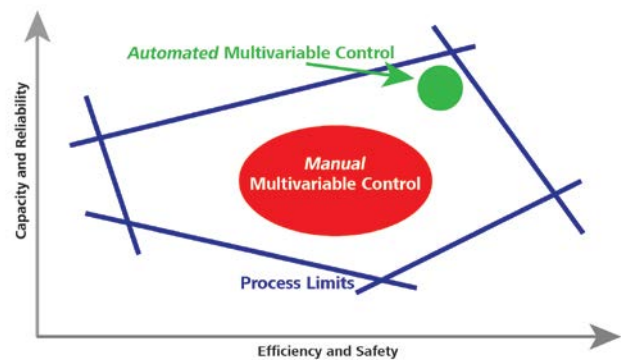 Automated Multivariable Control
Capacity and Reliability
Manual
Multivariable Control
Process Limits
Efficiency and Safety